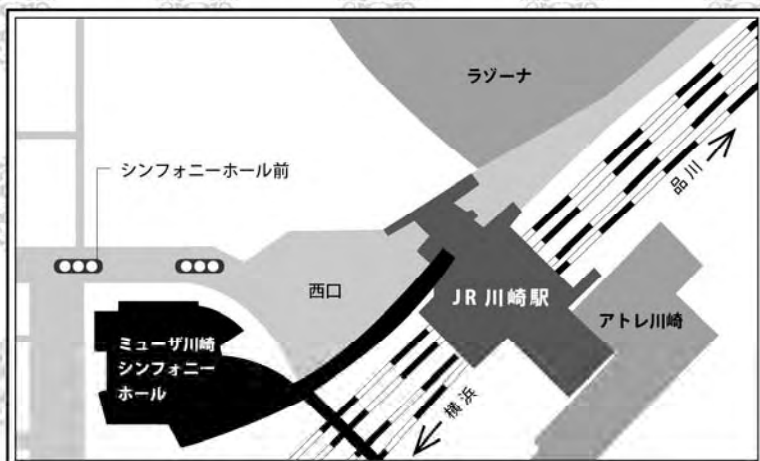 ラゾーナ
シンフォニーホール前
品川
西口
JR 川崎駅
アトレ川崎
ミューザ川崎
シンフォニー
ホール
横浜